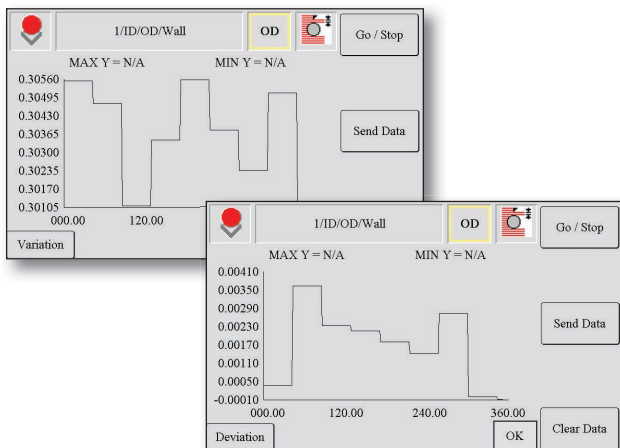 1/ID/OD/Wall
OD
Go / Stop
MAX Y = N/A
MIN Y = N/A
0.30560
0.30495
0.30430
0.30365
0.30300
0.30235
0.30170
0.30105
Send Data
000.00
120.00
Variation
1/ID/OD/Wall
OD
Go / Stop
MAX Y = N/A
MIN Y = N/A
0.00410
0.00350
0.00290
0.00230
0.00170
0.00110
0.00050
-0.00010
Send Data
000.00
120.00
240.00
360.00
Deviation
OK
Clear Data